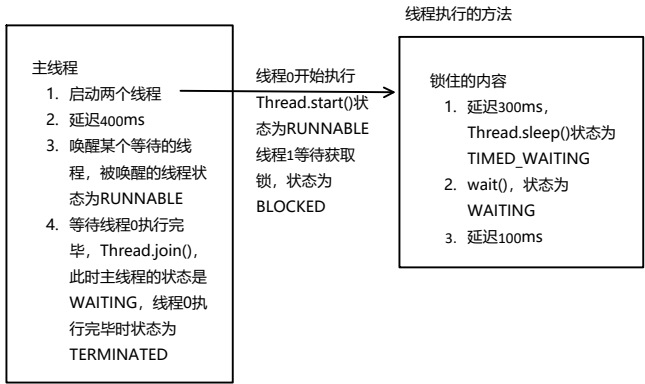 线程执行的方法
主线程
1. 启动两个线程
2. 延迟400ms
3. 唤醒某个等待的线
程，被唤醒的线程状
态为RUNNABLE
4. 等待线程0执行完
毕，Thread.join()，
此时主线程的状态是
WAITING，线程0执
行完毕时状态为
TERMINATED
线程0开始执行
Thread.start()状
态为RUNNABLE
线程1等待获取
锁，状态为
BLOCKED
锁住的内容
1. 延迟300ms，
Thread.sleep()状态为
TIMED_WAITING
2. wait()，状态为
WAITING
3. 延迟100ms